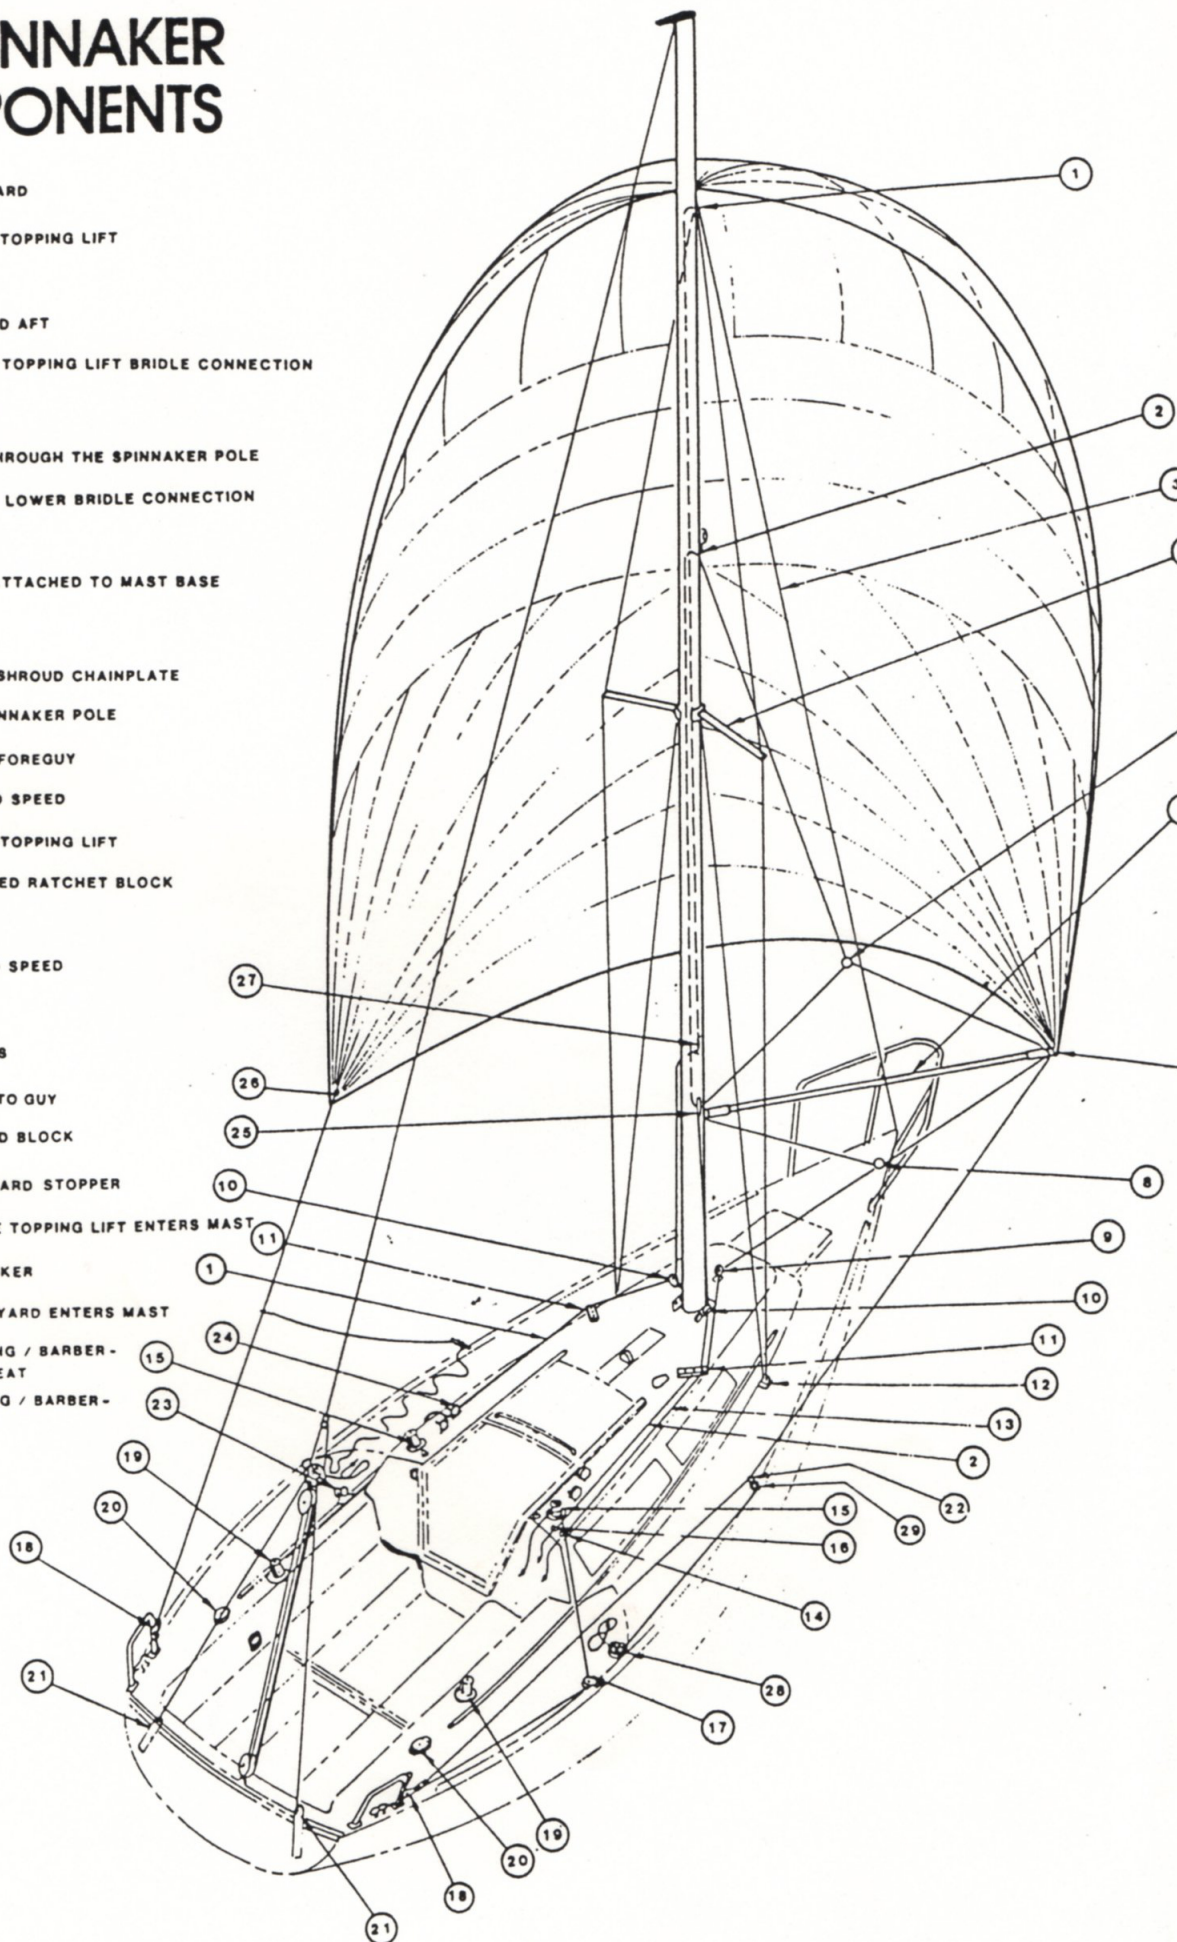 NNAKER
PONENTS
ARD
TOPPING LIFT
D AFT
TOPPING LIFT BRIDLE CONNECTION
HROUGH THE SPINNAKER POLE
LOWER BRIDLE CONNECTION
TTACHED TO MAST BASE
SHROUD CHAINPLATE
NNAKER POLE
FOREGUY
D SPEED
TOPPING LIFT
ED RATCHET BLOCK
SPEED
S
TO GUY
D BLOCK
ARD STOPPER
E TOPPING LIFT ENTERS MAST
KER
YARD ENTERS MAST
NG / BARBER-
EAT
G / BARBER-
1
2
3
27
26
25
10
11
1
24
15
23
19
20
18
21
8
9
10
11
12
13
2
22
29
15
16
14
28
17
19
20
18
21